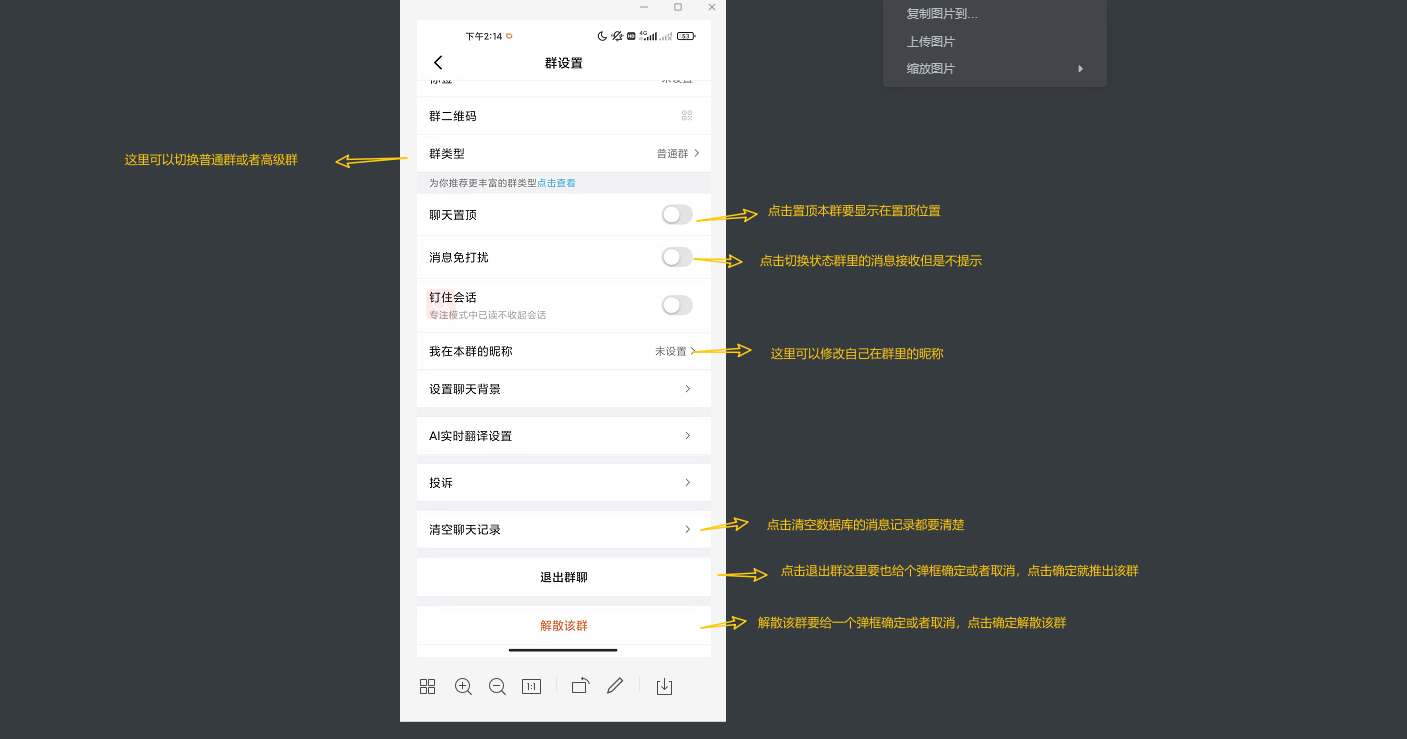 复制图片到...
上传图片
缩放图片
下午2:14
4G
53
群设置
标签 未设置
群二维码
群类型 普通群
这里可以切换普通群或者高级群
为你推荐更丰富的群类型点击查看
聊天置顶
点击置顶本群要显示在置顶位置
消息免打扰
点击切换状态群里的消息接收但是不提示
钉住会话
专注模式中已读不收起会话
我在本群的昵称 未设置
这里可以修改自己在群里的昵称
设置聊天背景
AI实时翻译设置
投诉
清空聊天记录
点击清空数据库的消息记录都要清楚
退出群聊
点击退出群这里要也给个弹框确定或者取消，点击确定就推出该群
解散该群
解散该群要给一个弹框确定或者取消，点击确定解散该群
1:1